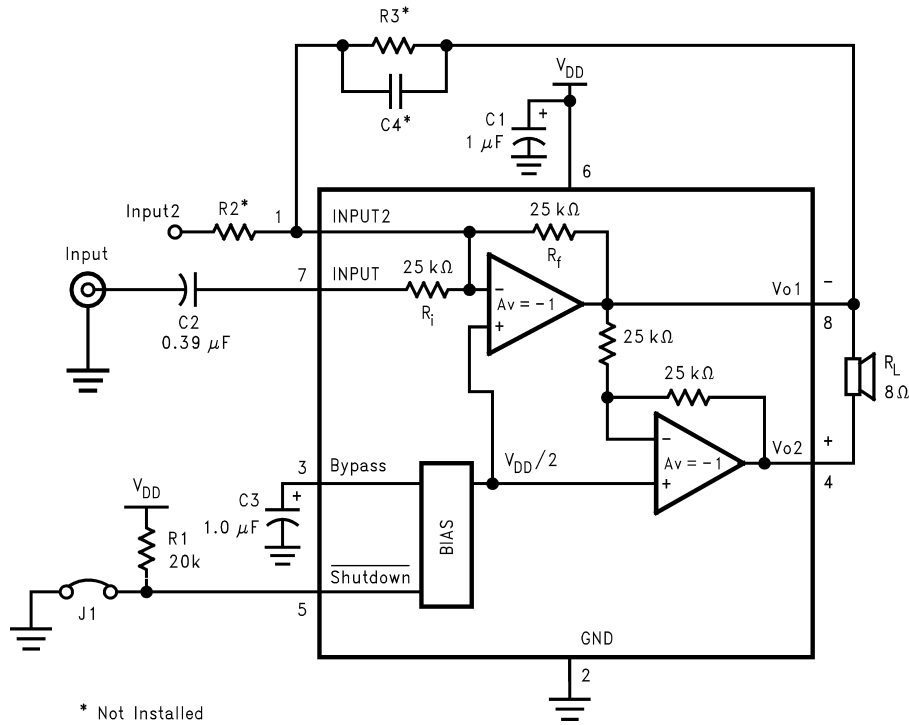 R3*
C4*
VDD
C1
+
1 μF
6
Input2
R2*
1
INPUT2
25 kΩ
Rf
Input
7
INPUT
25 kΩ
Ri
−
Av = −1
+
Vo1
−
8
C2
0.39 μF
25 kΩ
25 kΩ
RL
8Ω
−
Av = −1
+
Vo2
+
4
3
Bypass
VDD/2
C3
+
1.0 μF
BIAS
VDD
R1
20k
Shutdown
J1
5
GND
2
* Not Installed